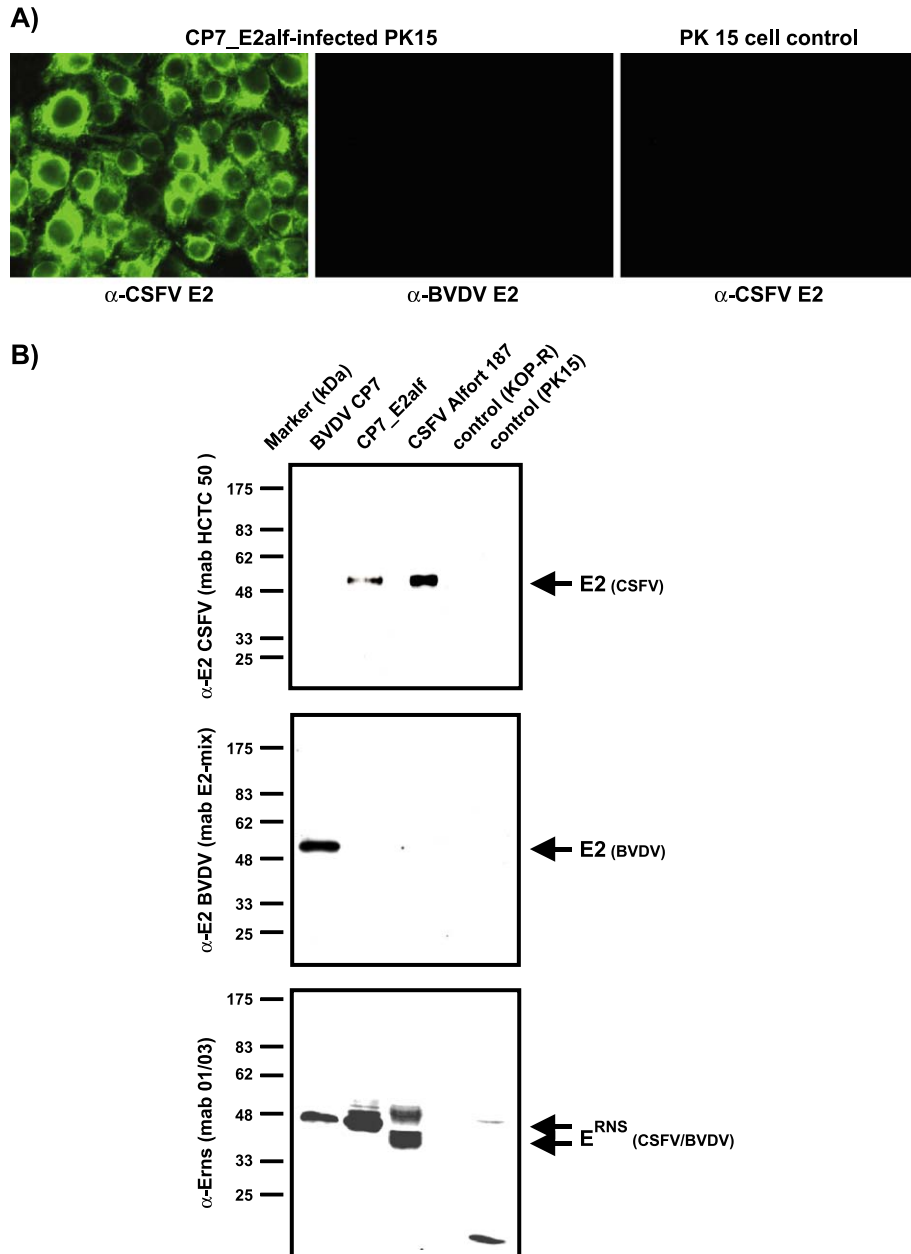 A)
CP7_E2alf-infected PK15
PK 15 cell control
α-CSFV E2
α-BVDV E2
α-CSFV E2
B)
Marker (kDa)
BVDV CP7
CP7_E2alf
CSFV Alfort 187
control (KOP-R)
control (PK15)
α-E2 CSFV (mab HCTC 50 )
175
83
62
48
33
25
E2 (CSFV)
α-E2 BVDV (mab E2-mix)
175
83
62
48
33
25
E2 (BVDV)
α-Erns (mab 01/03)
175
83
62
48
33
25
E^RNS (CSFV/BVDV)